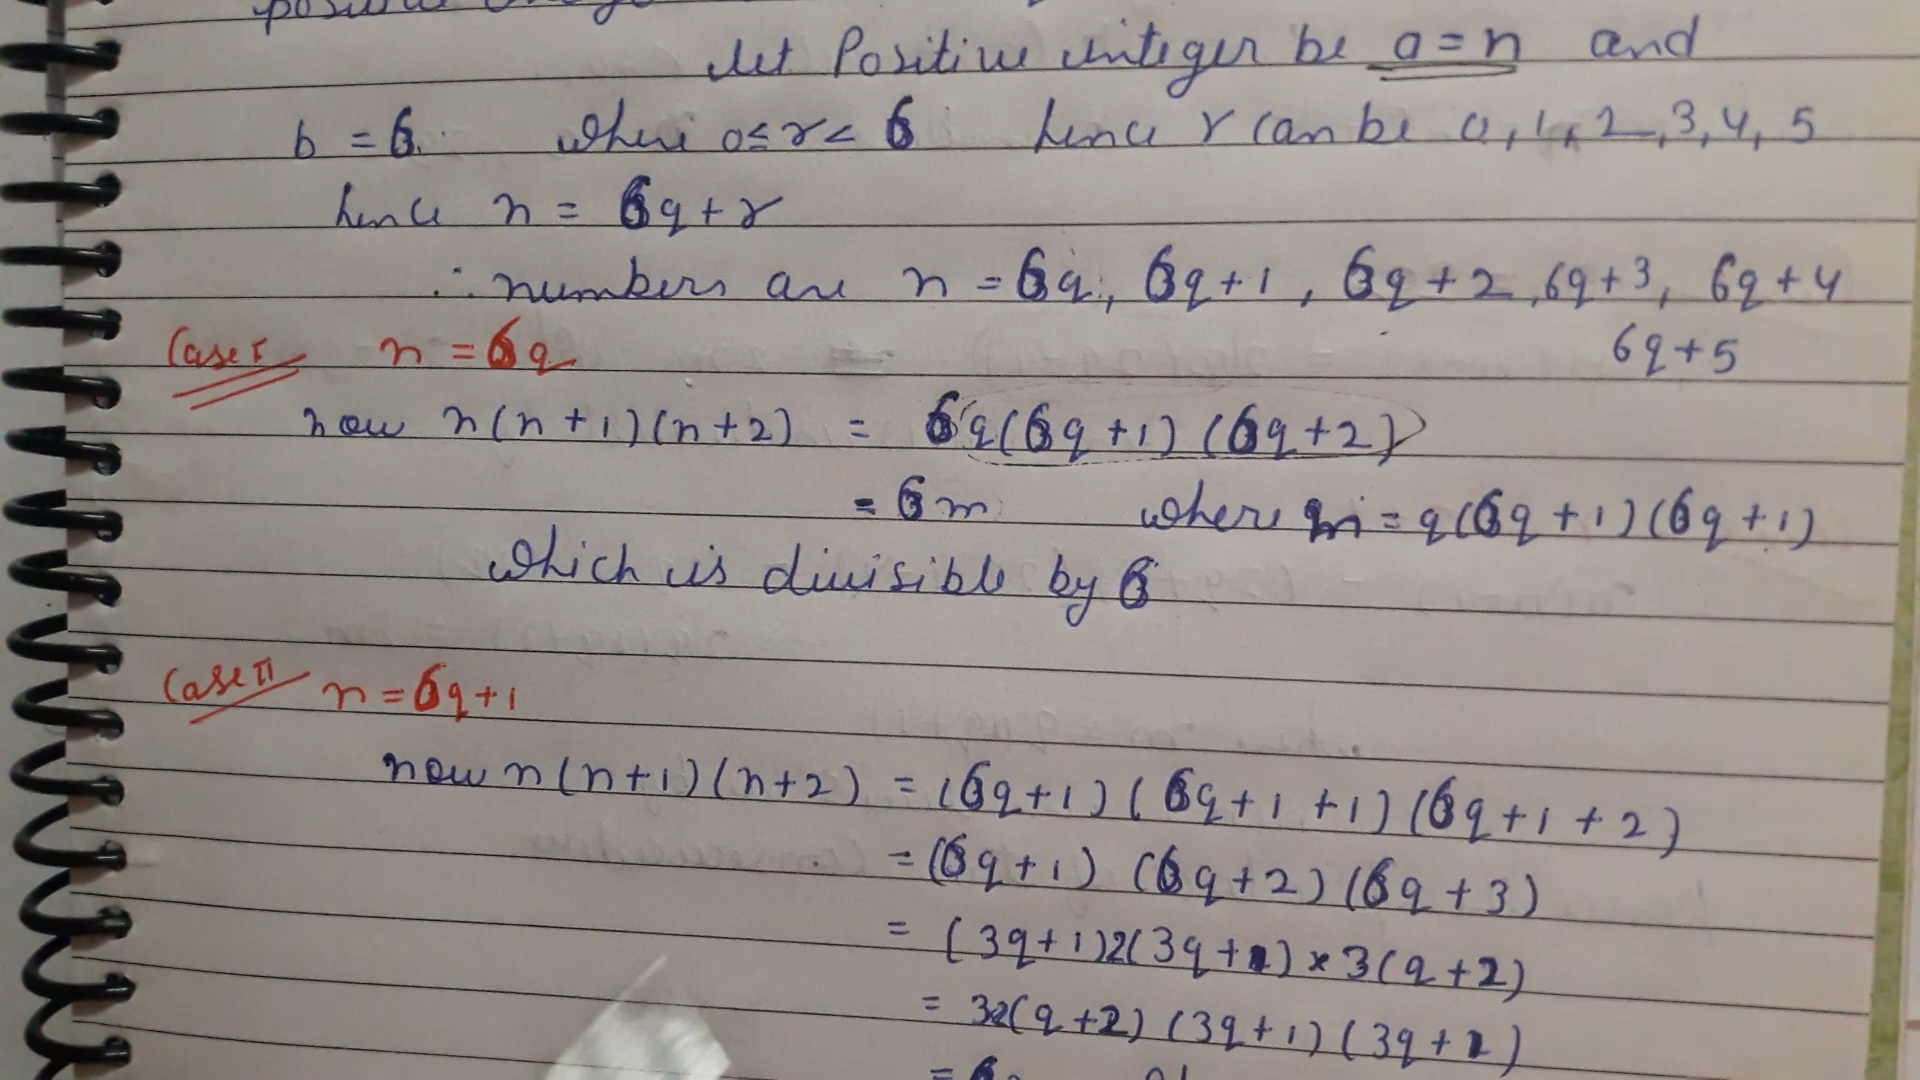 positive
Let Positive integer be a = n and
b = 6. where 0 ≤ r < 6 hence r can be 0, 1, 2, 3, 4, 5
hence n = 6q + r
∴ numbers are n = 6q, 6q + 1, 6q + 2, 6q + 3, 6q + 4
6q + 5
Case I n = 6q
now n(n+1)(n+2) = 6q(6q+1)(6q+2)
= 6m where m = q(6q+1)(6q+1)
which is divisible by 6
Case II n = 6q+1
now n(n+1)(n+2) = (6q+1)(6q+1+1)(6q+1+2)
= (6q+1)(6q+2)(6q+3)
= (3q+1)2(3q+1)×3(q+2)
= 32(q+2)(3q+1)(3q+1)
= 6